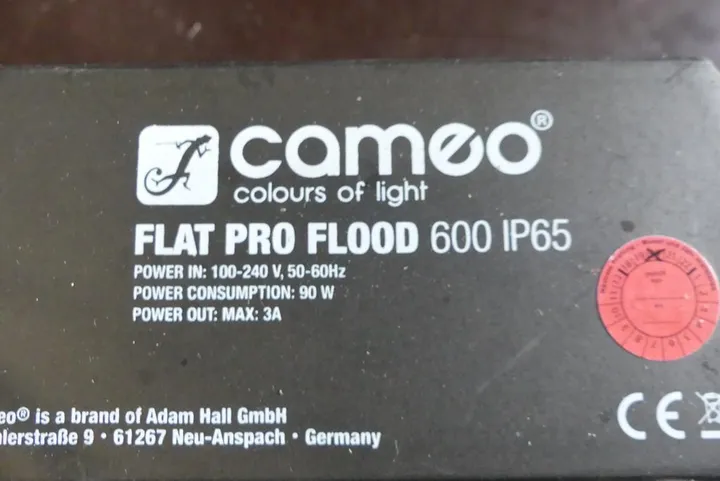 cameo®
colours of light
FLAT PRO FLOOD 600 IP65
POWER IN: 100-240 V, 50-60Hz
POWER CONSUMPTION: 90 W
POWER OUT: MAX: 3A
eo® is a brand of Adam Hall GmbH
nlerstraße 9 · 61267 Neu-Anspach · Germany
CE